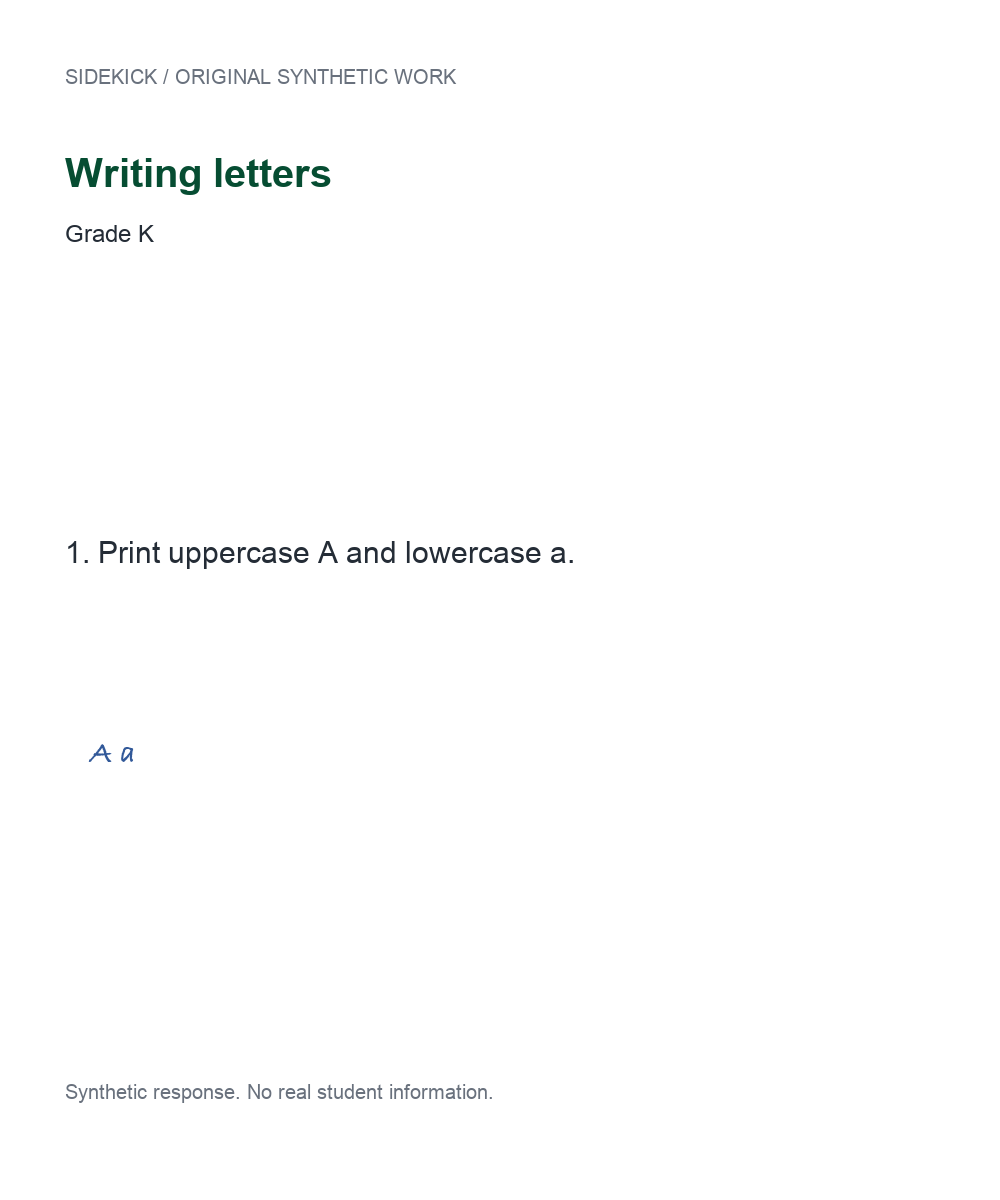 SIDEKICK / ORIGINAL SYNTHETIC WORK
Writing letters
Grade K
1. Print uppercase A and lowercase a.
A a
Synthetic response. No real student information.